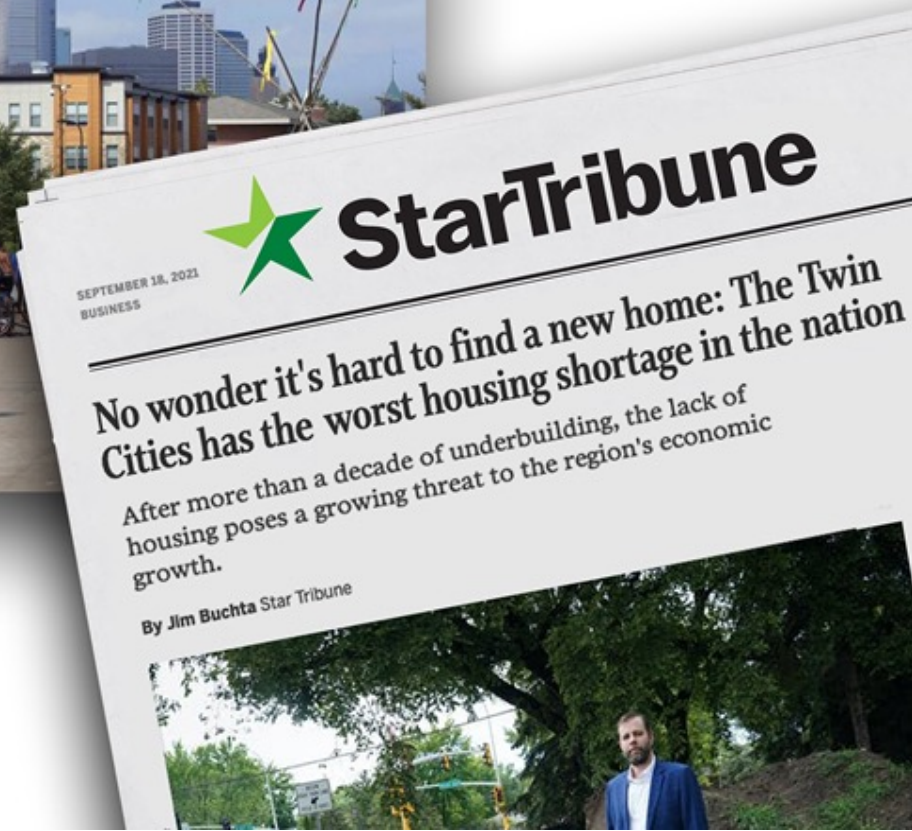 StarTribune
SEPTEMBER 18, 2021
BUSINESS
No wonder it's hard to find a new home: The Twin
Cities has the worst housing shortage in the nation
After more than a decade of underbuilding, the lack of
housing poses a growing threat to the region's economic
growth.
By Jim Buchta Star Tribune